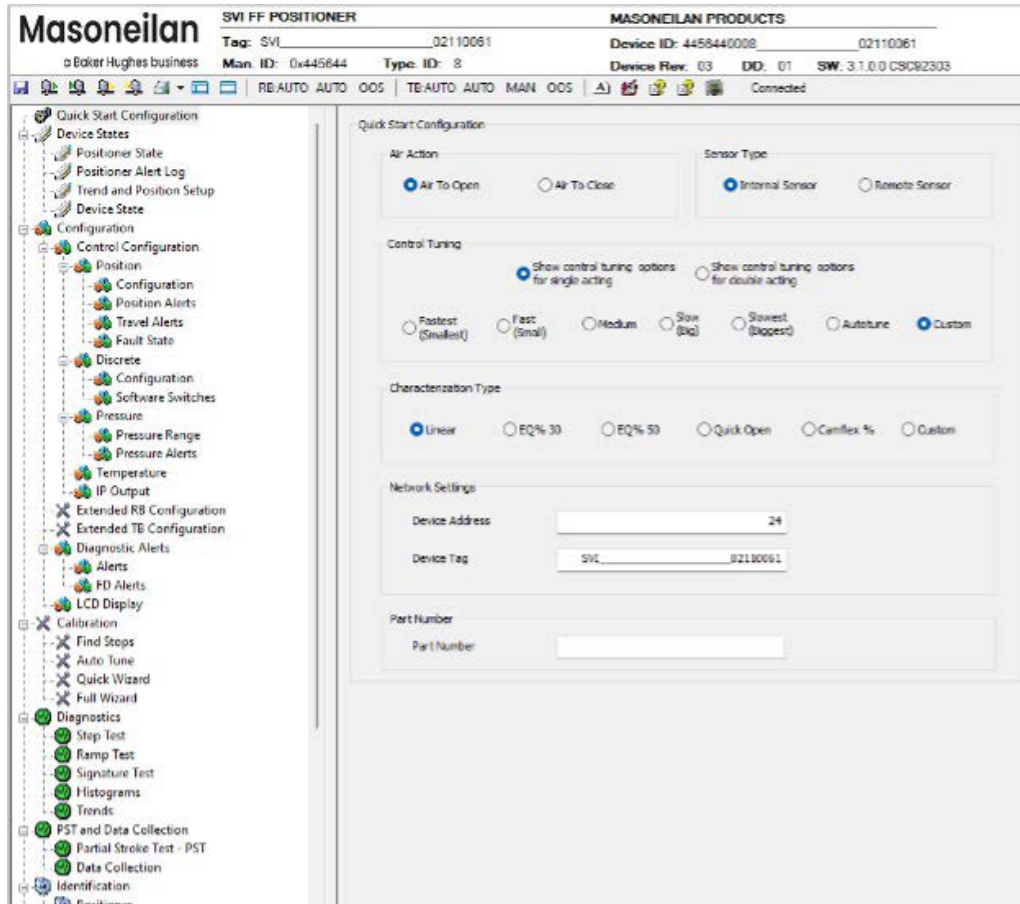 Masoneilan
a Baker Hughes business
SVI FF POSITIONER
MASONEILAN PRODUCTS
Tag: SVI_________________02110061
Device ID: 4456440008_________________02110061
Man. ID: 0x445644 Type. ID: 8
Device Rev: 03 DD: 01 SW: 3.1.0.0 CSC92303
RB:AUTO AUTO OOS TB:AUTO AUTO MAN OOS Connected
Quick Start Configuration
Device States
Positioner State
Positioner Alert Log
Trend and Position Setup
Device State
Configuration
Control Configuration
Position
Configuration
Position Alerts
Travel Alerts
Fault State
Discrete
Configuration
Software Switches
Pressure
Pressure Range
Pressure Alerts
Temperature
IP Output
Extended RB Configuration
Extended TB Configuration
Diagnostic Alerts
Alerts
FD Alerts
LCD Display
Calibration
Find Stops
Auto Tune
Quick Wizard
Full Wizard
Diagnostics
Step Test
Ramp Test
Signature Test
Histograms
Trends
PST and Data Collection
Partial Stroke Test - PST
Data Collection
Identification
Quick Start Configuration
Air Action
Air To Open Air To Close
Sensor Type
Internal Sensor Remote Sensor
Control Tuning
Show control tuning options
for single acting
Show control tuning options
for double acting
Fastest
(Smallest)
Fast
(Small)
Medium
Slow
(Big)
Slowest
(Biggest)
Autotune
Custom
Characterization Type
Linear EQ% 30 EQ% 50 Quick Open Camflex % Custom
Network Settings
Device Address 24
Device Tag SVI_________________02110061
Part Number
Part Number